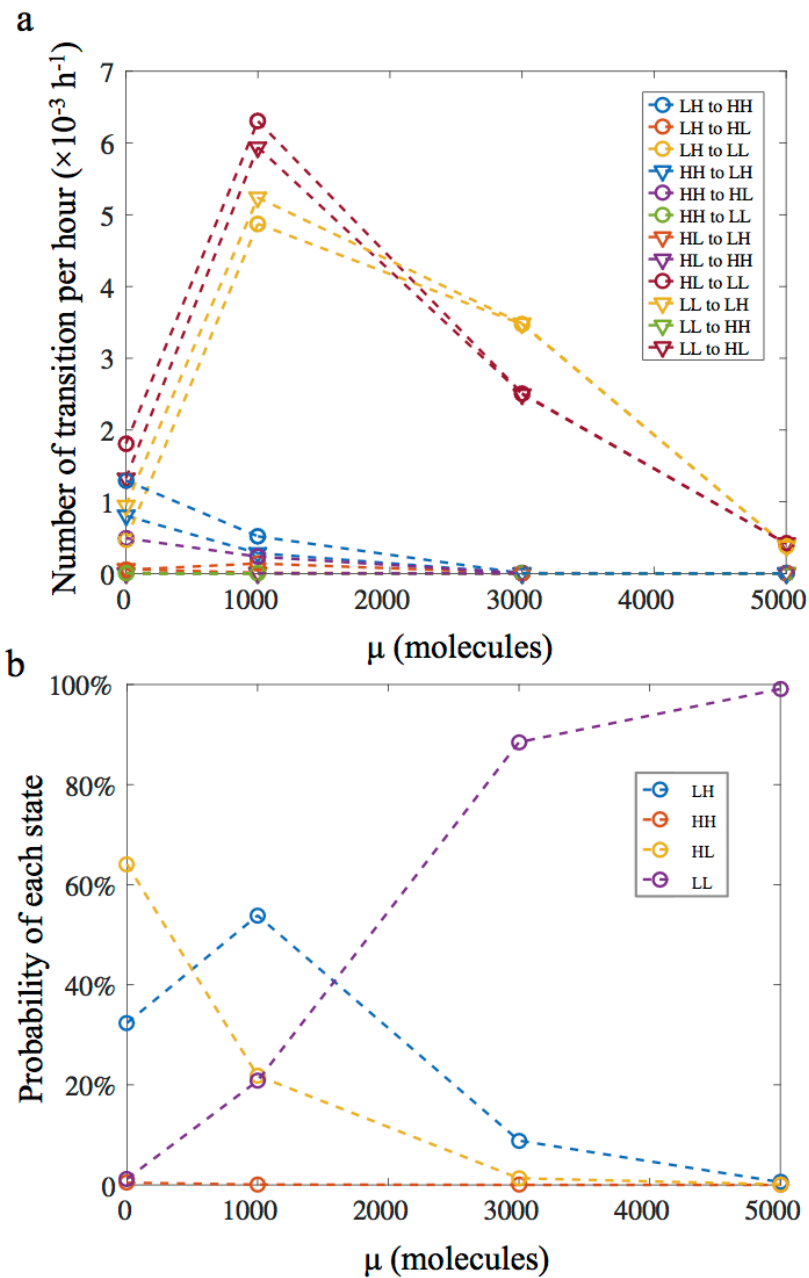 a
Number of transition per hour (×10⁻³ h⁻¹)
7
6
5
4
3
2
1
0
LH to HH
LH to HL
LH to LL
HH to LH
HH to HL
HH to LL
HL to LH
HL to HH
HL to LL
LL to LH
LL to HH
LL to HL
0 1000 2000 3000 4000 5000
μ (molecules)
b
Probability of each state
100%
80%
60%
40%
20%
0
LH
HH
HL
LL
0 1000 2000 3000 4000 5000
μ (molecules)